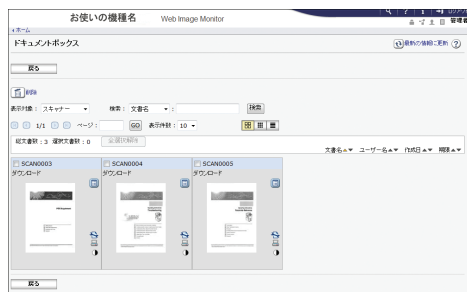 お使いの機種名 Web Image Monitor
管理者
ホーム
ドキュメントボックス
最新の情報に更新
戻る
削除
表示対象: スキャナー 検索: 文書名 : 検索
1/1 ページ: GO 表示件数: 10
総文書数: 3 選択文書数: 0 全選択解除
文書名▲▼ ユーザー名▲▼ 作成日▲▼ 期限▲▼
SCAN0003 SCAN0004 SCAN0005
ダウンロード ダウンロード ダウンロード
戻る